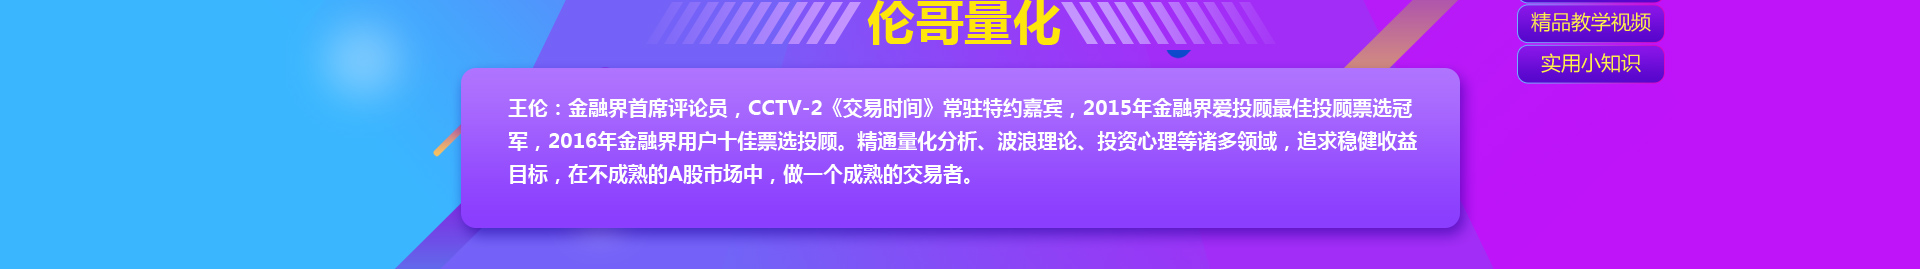 伦哥量化
精品教学视频
实用小知识
王伦：金融界首席评论员，CCTV-2《交易时间》常驻特约嘉宾，2015年金融界爱投顾最佳投顾票选冠
军，2016年金融界用户十佳票选投顾。精通量化分析、波浪理论、投资心理等诸多领域，追求稳健收益
目标，在不成熟的A股市场中，做一个成熟的交易者。